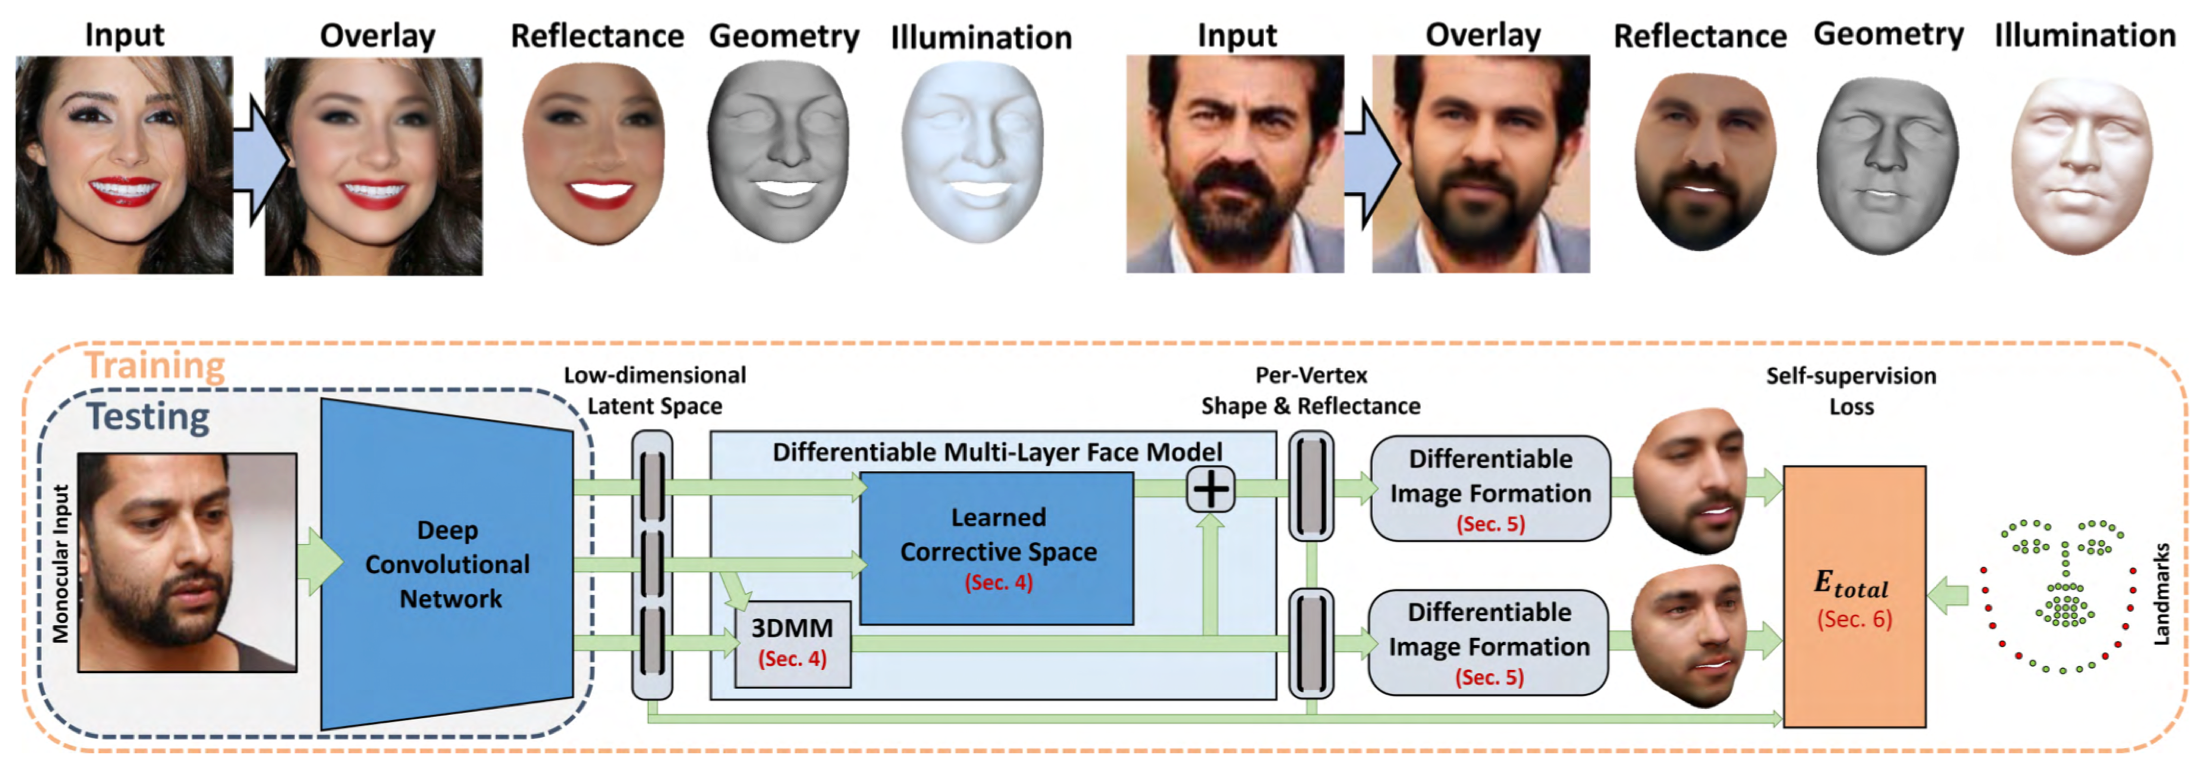 Input
Overlay
Reflectance
Geometry
Illumination
Input
Overlay
Reflectance
Geometry
Illumination
Training
Testing
Monocular Input
Deep
Convolutional
Network
Low-dimensional
Latent Space
Differentiable Multi-Layer Face Model
Learned
Corrective Space
(Sec. 4)
3DMM
(Sec. 4)
+
Per-Vertex
Shape & Reflectance
Differentiable
Image Formation
(Sec. 5)
Differentiable
Image Formation
(Sec. 5)
Self-supervision
Loss
E_total
(Sec. 6)
Landmarks